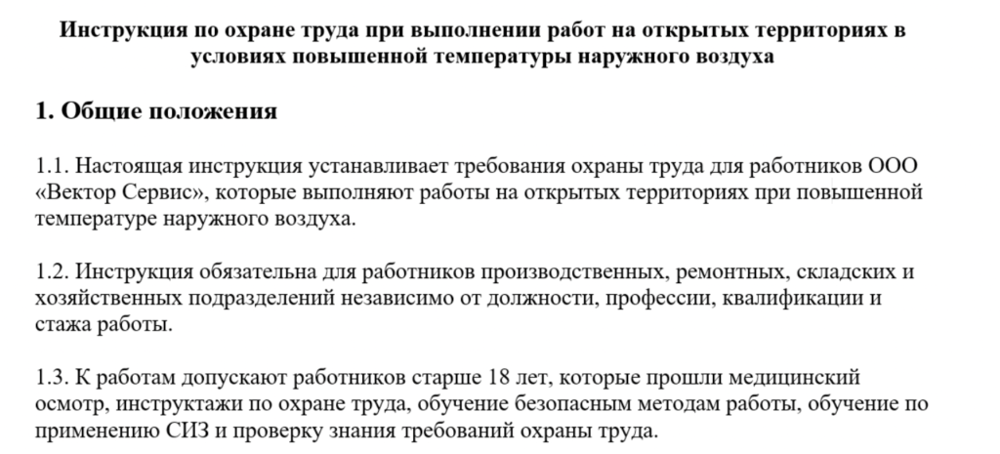 Инструкция по охране труда при выполнении работ на открытых территориях в
условиях повышенной температуры наружного воздуха
1. Общие положения
1.1. Настоящая инструкция устанавливает требования охраны труда для работников ООО
«Вектор Сервис», которые выполняют работы на открытых территориях при повышенной
температуре наружного воздуха.
1.2. Инструкция обязательна для работников производственных, ремонтных, складских и
хозяйственных подразделений независимо от должности, профессии, квалификации и
стажа работы.
1.3. К работам допускают работников старше 18 лет, которые прошли медицинский
осмотр, инструктажи по охране труда, обучение безопасным методам работы, обучение по
применению СИЗ и проверку знания требований охраны труда.